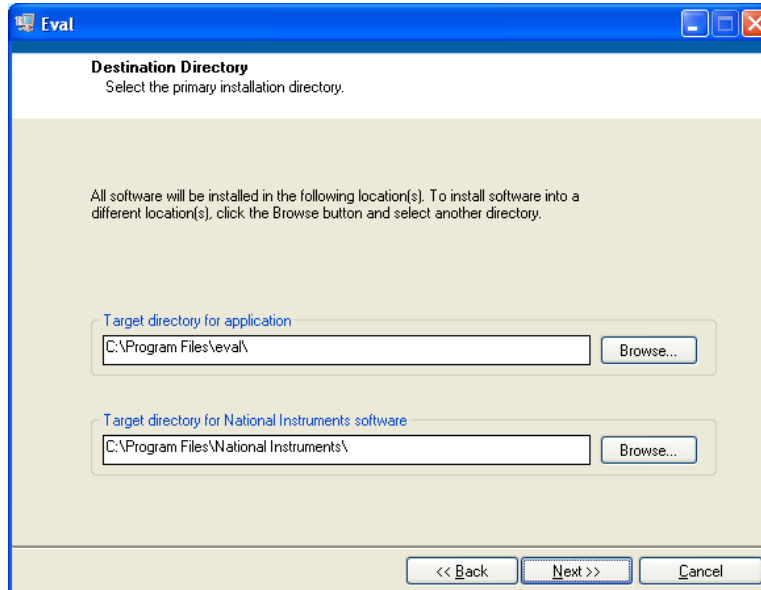 Eval
Destination Directory
Select the primary installation directory.
All software will be installed in the following location(s). To install software into a
different location(s), click the Browse button and select another directory.
Target directory for application
C:\Program Files\eval\
Browse...
Target directory for National Instruments software
C:\Program Files\National Instruments\
Browse...
<< Back
Next >>
Cancel